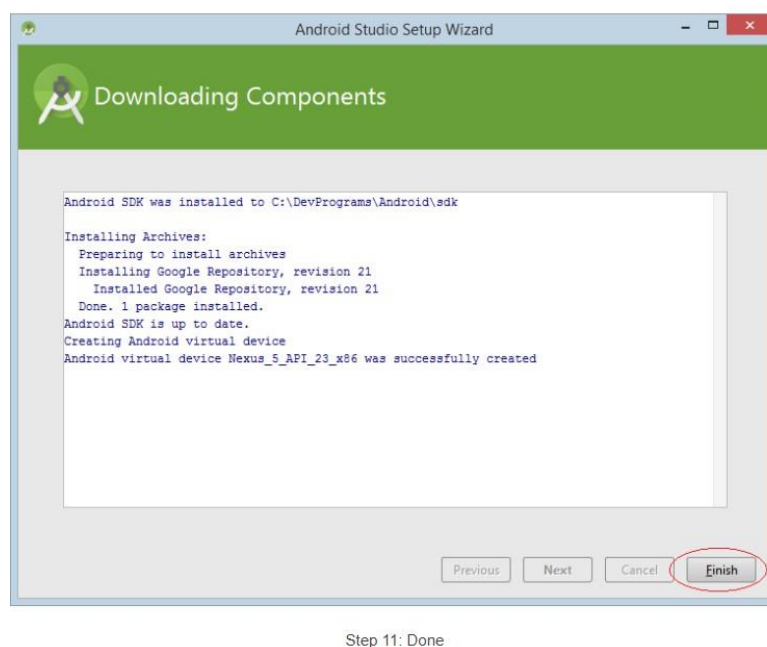 Android Studio Setup Wizard
Downloading Components
Android SDK was installed to C:\DevPrograms\Android\sdk
Installing Archives:
Preparing to install archives
Installing Google Repository, revision 21
Installed Google Repository, revision 21
Done. 1 package installed.
Android SDK is up to date.
Creating Android virtual device
Android virtual device Nexus_5_API_23_x86 was successfully created
Previous Next Cancel Finish
Step 11: Done